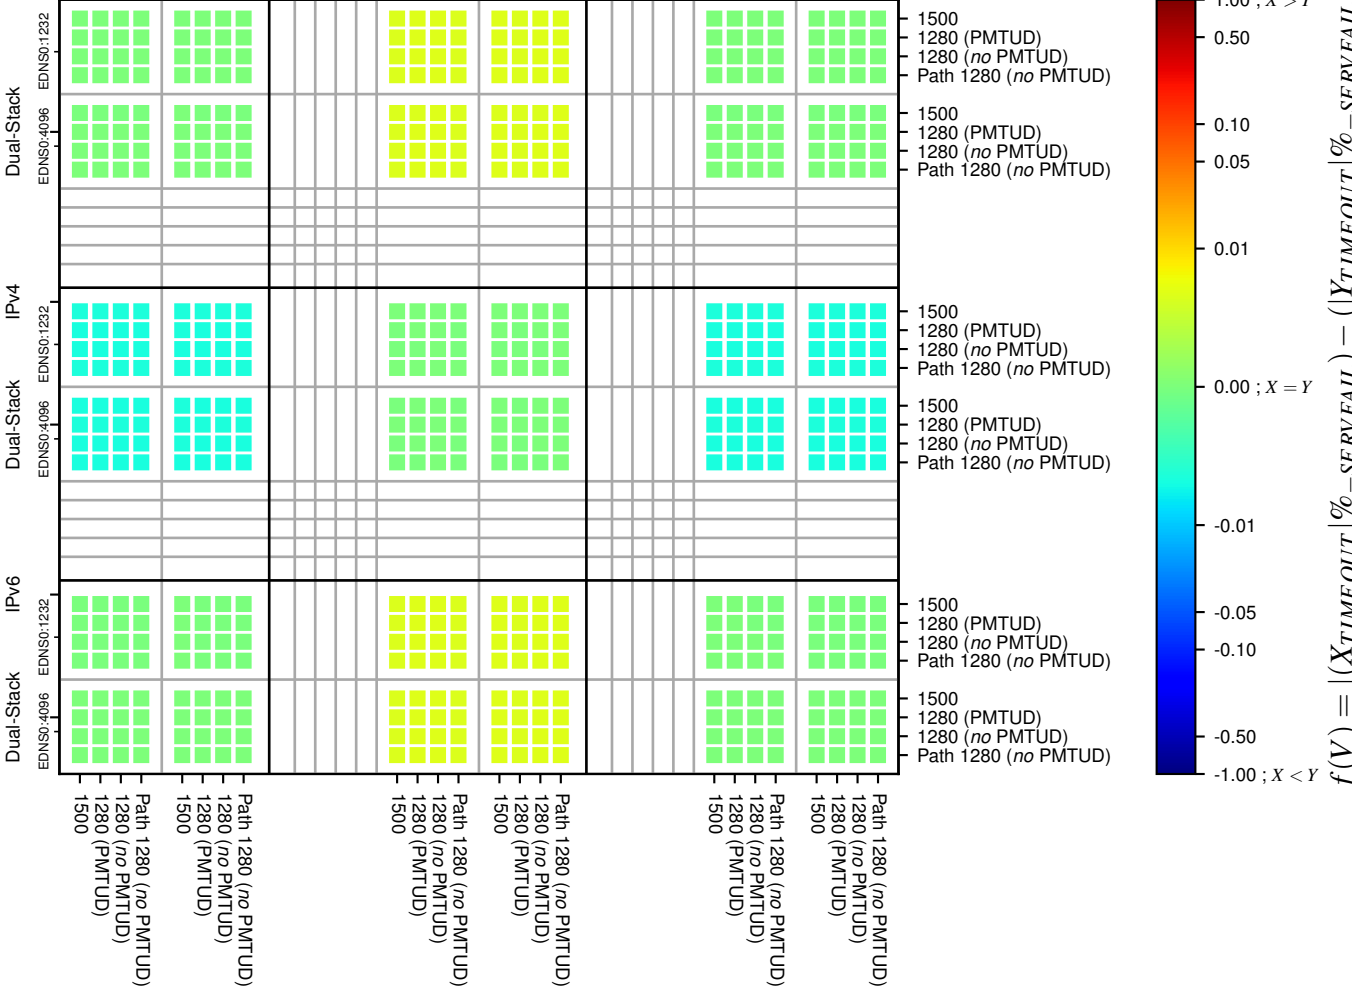 1500
1280 (PMTUD)
1280 (no PMTUD)
Path 1280 (no PMTUD)
1500
1280 (PMTUD)
1280 (no PMTUD)
Path 1280 (no PMTUD)
EDNS0:1232
Dual-Stack
EDNS0:4096
IPv4
1500
1280 (PMTUD)
1280 (no PMTUD)
Path 1280 (no PMTUD)
1500
1280 (PMTUD)
1280 (no PMTUD)
Path 1280 (no PMTUD)
EDNS0:1232
Dual-Stack
EDNS0:4096
IPv6
1500
1280 (PMTUD)
1280 (no PMTUD)
Path 1280 (no PMTUD)
1500
1280 (PMTUD)
1280 (no PMTUD)
Path 1280 (no PMTUD)
EDNS0:1232
Dual-Stack
EDNS0:4096
Path 1280 (no PMTUD)
1280 (no PMTUD)
1280 (PMTUD)
1500
Path 1280 (no PMTUD)
1280 (no PMTUD)
1280 (PMTUD)
1500
Path 1280 (no PMTUD)
1280 (no PMTUD)
1280 (PMTUD)
1500
Path 1280 (no PMTUD)
1280 (no PMTUD)
1280 (PMTUD)
1500
Path 1280 (no PMTUD)
1280 (no PMTUD)
1280 (PMTUD)
1500
Path 1280 (no PMTUD)
1280 (no PMTUD)
1280 (PMTUD)
1500
1.00 ; X > Y
0.50
0.10
0.05
0.01
0.00 ; X = Y
-0.01
-0.05
-0.10
-0.50
-1.00 ; X < Y
f(V) = |(XTIMEOUT|%_SERVFAIL) − (|YTIMEOUT|%_SERVFAIL